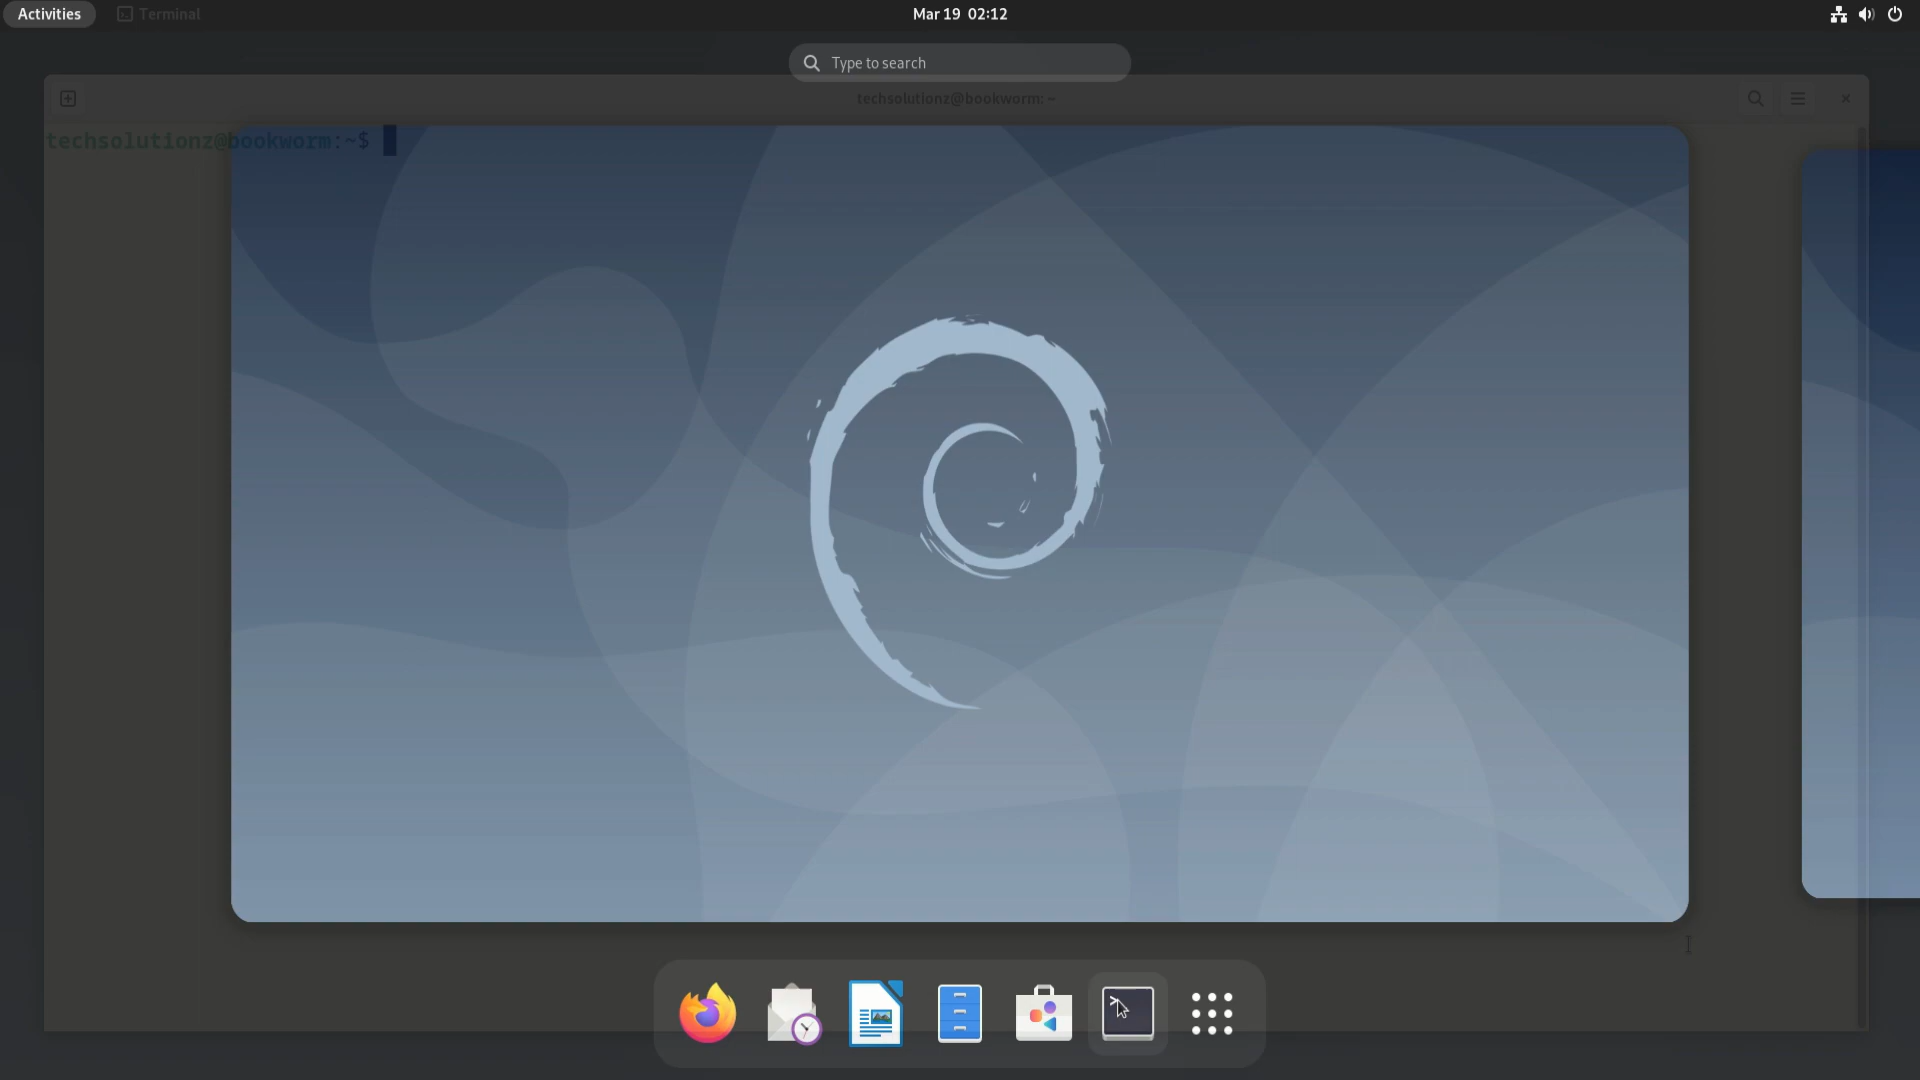 Activities
Terminal
Mar 19 02:12
Type to search
techsolutionz@bookworm: ~
techsolutionz@bookworm:~$